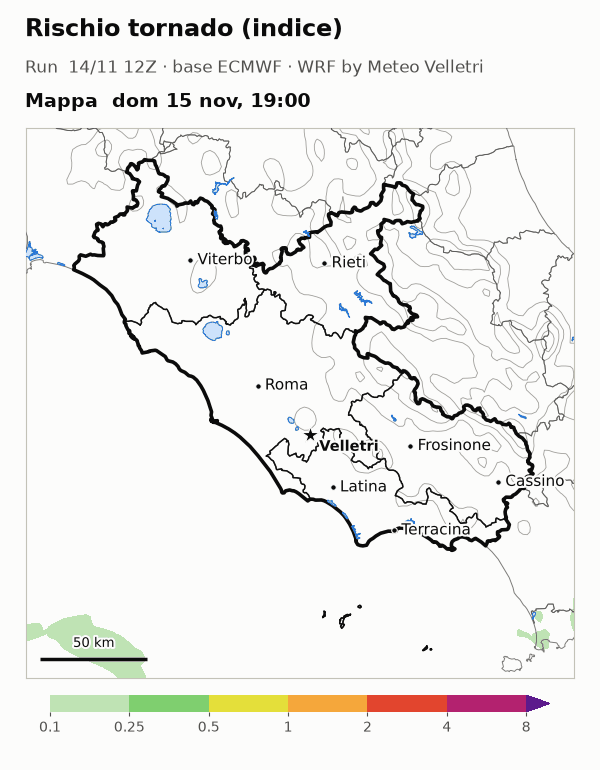 Rischio tornado (indice)
Run  14/11 12Z · base ECMWF · WRF by Meteo Velletri
Mappa  dom 15 nov, 19:00
Viterbo
Rieti
Roma
Velletri
Frosinone
Latina
Cassino
Terracina
50 km
0.1 0.25 0.5 1 2 4 8